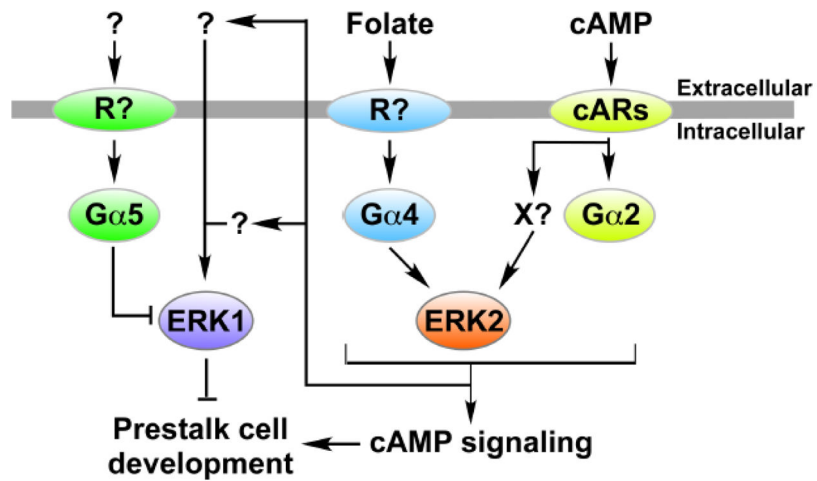 ? ? Folate cAMP
Extracellular
R? R? cARs
Intracellular
Gα5 ? Gα4 X? Gα2
ERK1 ERK2
Prestalk cell
development
cAMP signaling